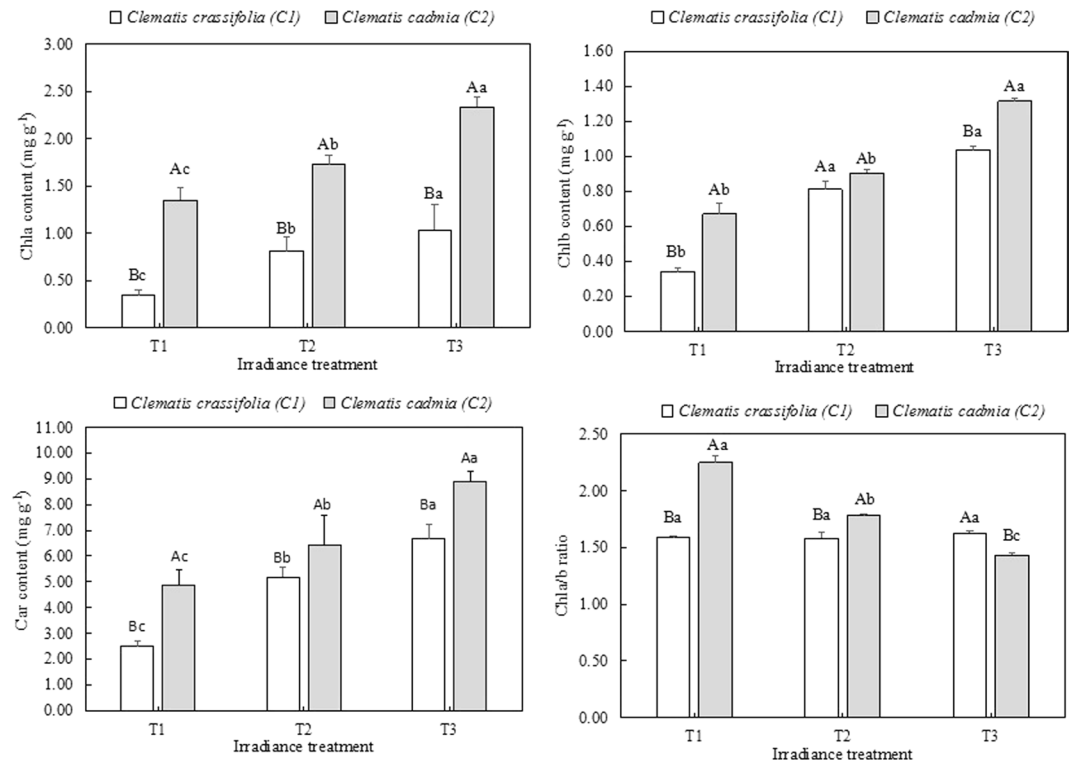 Clematis crassifolia (C1) Clematis cadmia (C2)
3.00
2.50
2.00
1.50
1.00
0.50
0.00
Chla content (mg g-1)
Bc Ac Bb Ab Ba Aa
T1 T2 T3
Irradiance treatment
Clematis crassifolia (C1) Clematis cadmia (C2)
1.60
1.40
1.20
1.00
0.80
0.60
0.40
0.20
0.00
Chlb content (mg g-1)
Bb Ab Aa Ab Ba Aa
T1 T2 T3
Irradiance treatment
Clematis crassifolia (C1) Clematis cadmia (C2)
11.00
10.00
9.00
8.00
7.00
6.00
5.00
4.00
3.00
2.00
1.00
0.00
Car content (mg g-1)
Bc Ac Bb Ab Ba Aa
T1 T2 T3
Irradiance treatment
Clematis crassifolia (C1) Clematis cadmia (C2)
2.50
2.00
1.50
1.00
0.50
0.00
Chla/b ratio
Ba Aa Ba Ab Aa Bc
T1 T2 T3
Irradiance treatment